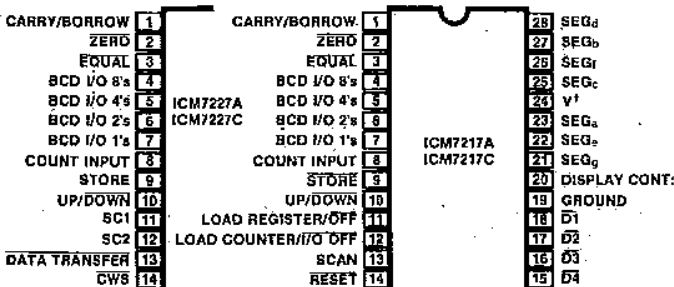 CARRY/BORROW 1
ZERO 2
EQUAL 3
BCD I/O 8's 4
BCD I/O 4's 5
BCD I/O 2's 6
BCD I/O 1's 7
COUNT INPUT 8
STORE 9
UP/DOWN 10
SC1 11
SC2 12
DATA TRANSFER 13
CWS 14
ICM7227A
ICM7227C
CARRY/BORROW 1
ZERO 2
EQUAL 3
BCD I/O 8's 4
BCD I/O 4's 5
BCD I/O 2's 6
BCD I/O 1's 7
COUNT INPUT 8
STORE 9
UP/DOWN 10
LOAD REGISTER/OFF 11
LOAD COUNTER/I/O OFF 12
SCAN 13
RESET 14
ICM7217A
ICM7217C
28 SEGd
27 SEGb
26 SEGf
25 SEGc
24 V+
23 SEGa
22 SEGe
21 SEGg
20 DISPLAY CONT:
19 GROUND
18 D1
17 D2
16 D3
15 D4